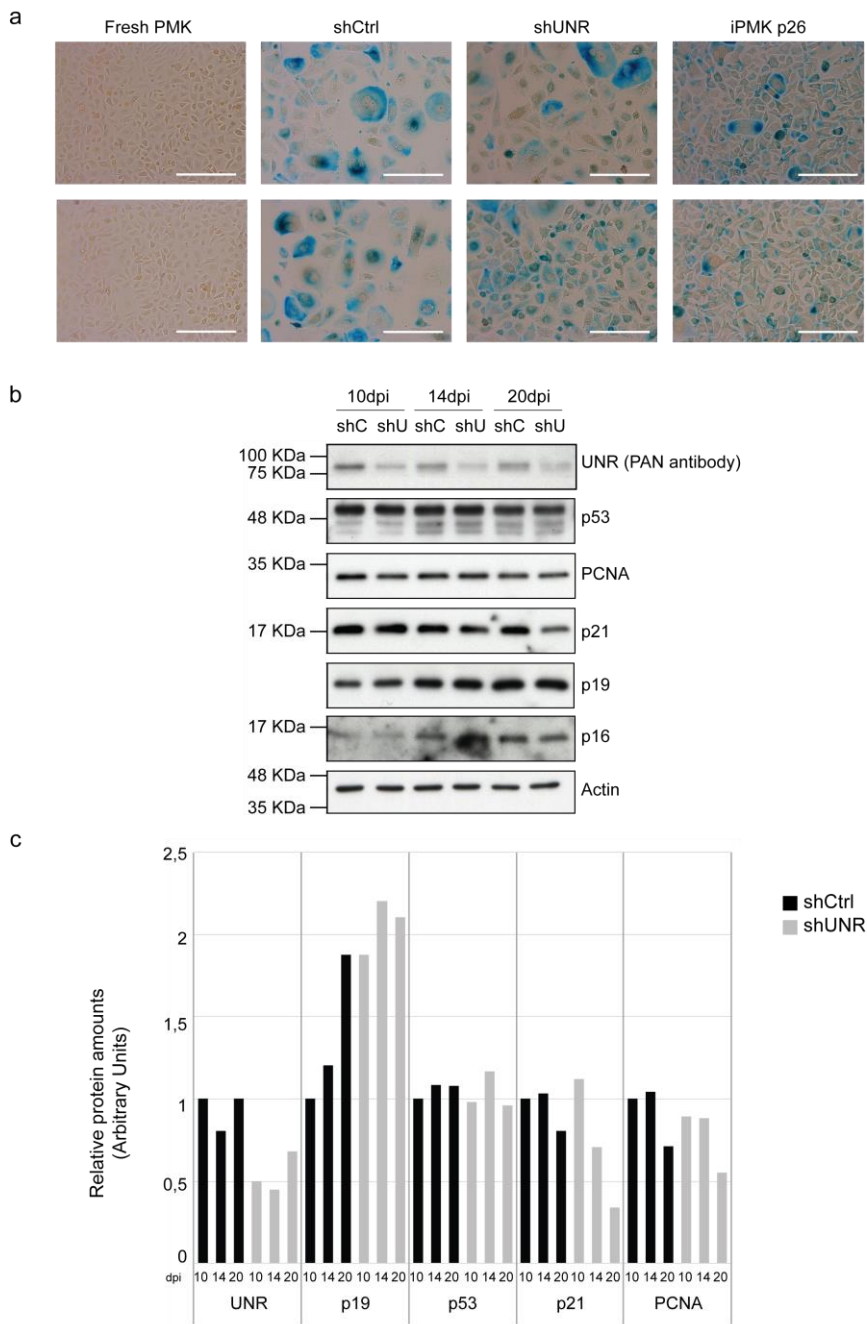 a
Fresh PMK shCtrl shUNR iPMK p26
b
10dpi 14dpi 20dpi
shC shU shC shU shC shU
100 KDa
75 KDa
UNR (PAN antibody)
48 KDa
p53
35 KDa
PCNA
17 KDa
p21
p19
17 KDa
p16
48 KDa
35 KDa
Actin
c
2,5
2
1,5
1
0,5
0
Relative protein amounts
(Arbitrary Units)
shCtrl
shUNR
dpi 10 14 20 10 14 20 10 14 20 10 14 20 10 14 20 10 14 20 10 14 20 10 14 20 10 14 20 10 14 20
UNR p19 p53 p21 PCNA